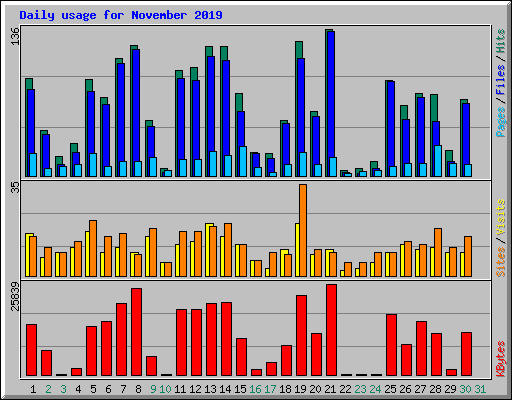 Daily usage for November 2019
136
Pages / Files / Hits
35
Sites / Visits
25839
KBytes
1 2 3 4 5 6 7 8 9 10 11 12 13 14 15 16 17 18 19 20 21 22 23 24 25 26 27 28 29 30 31